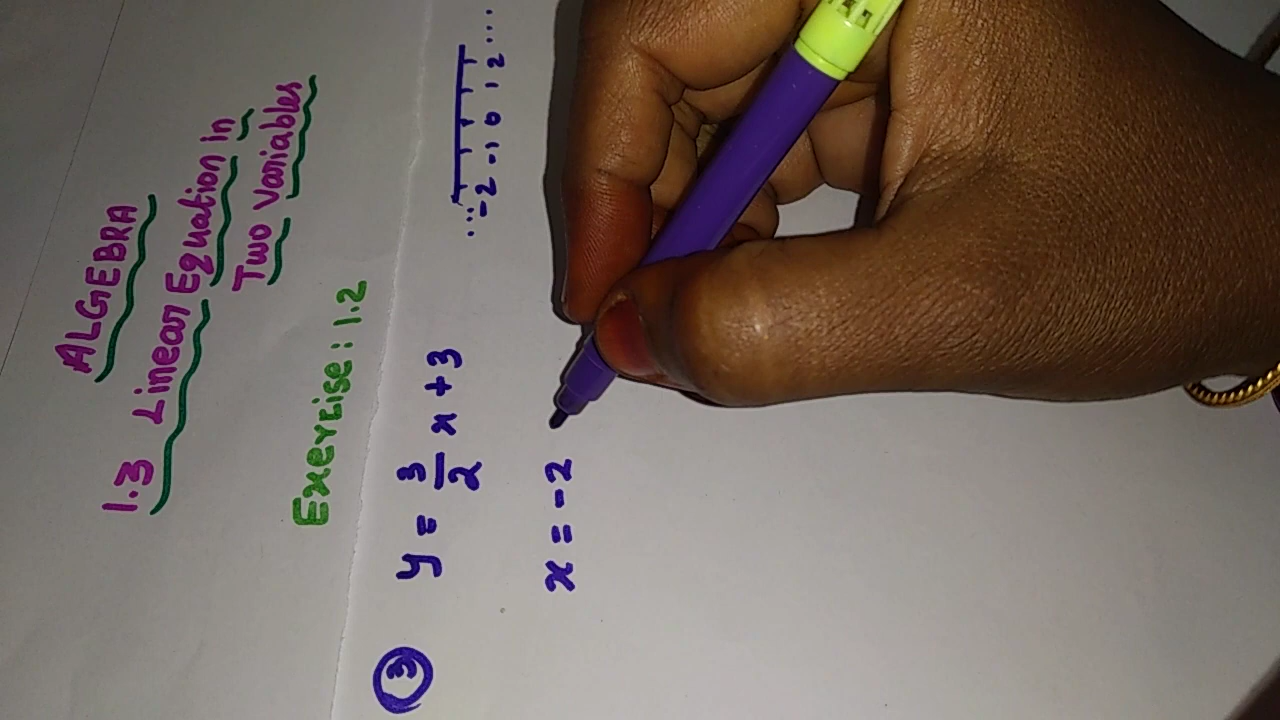 ALGEBRA
1.3 Linear Equation in
Two Variables
Exercise: 1.2
③ y = 3/2 x + 3
...-2 -1 0 1 2...
x = -2